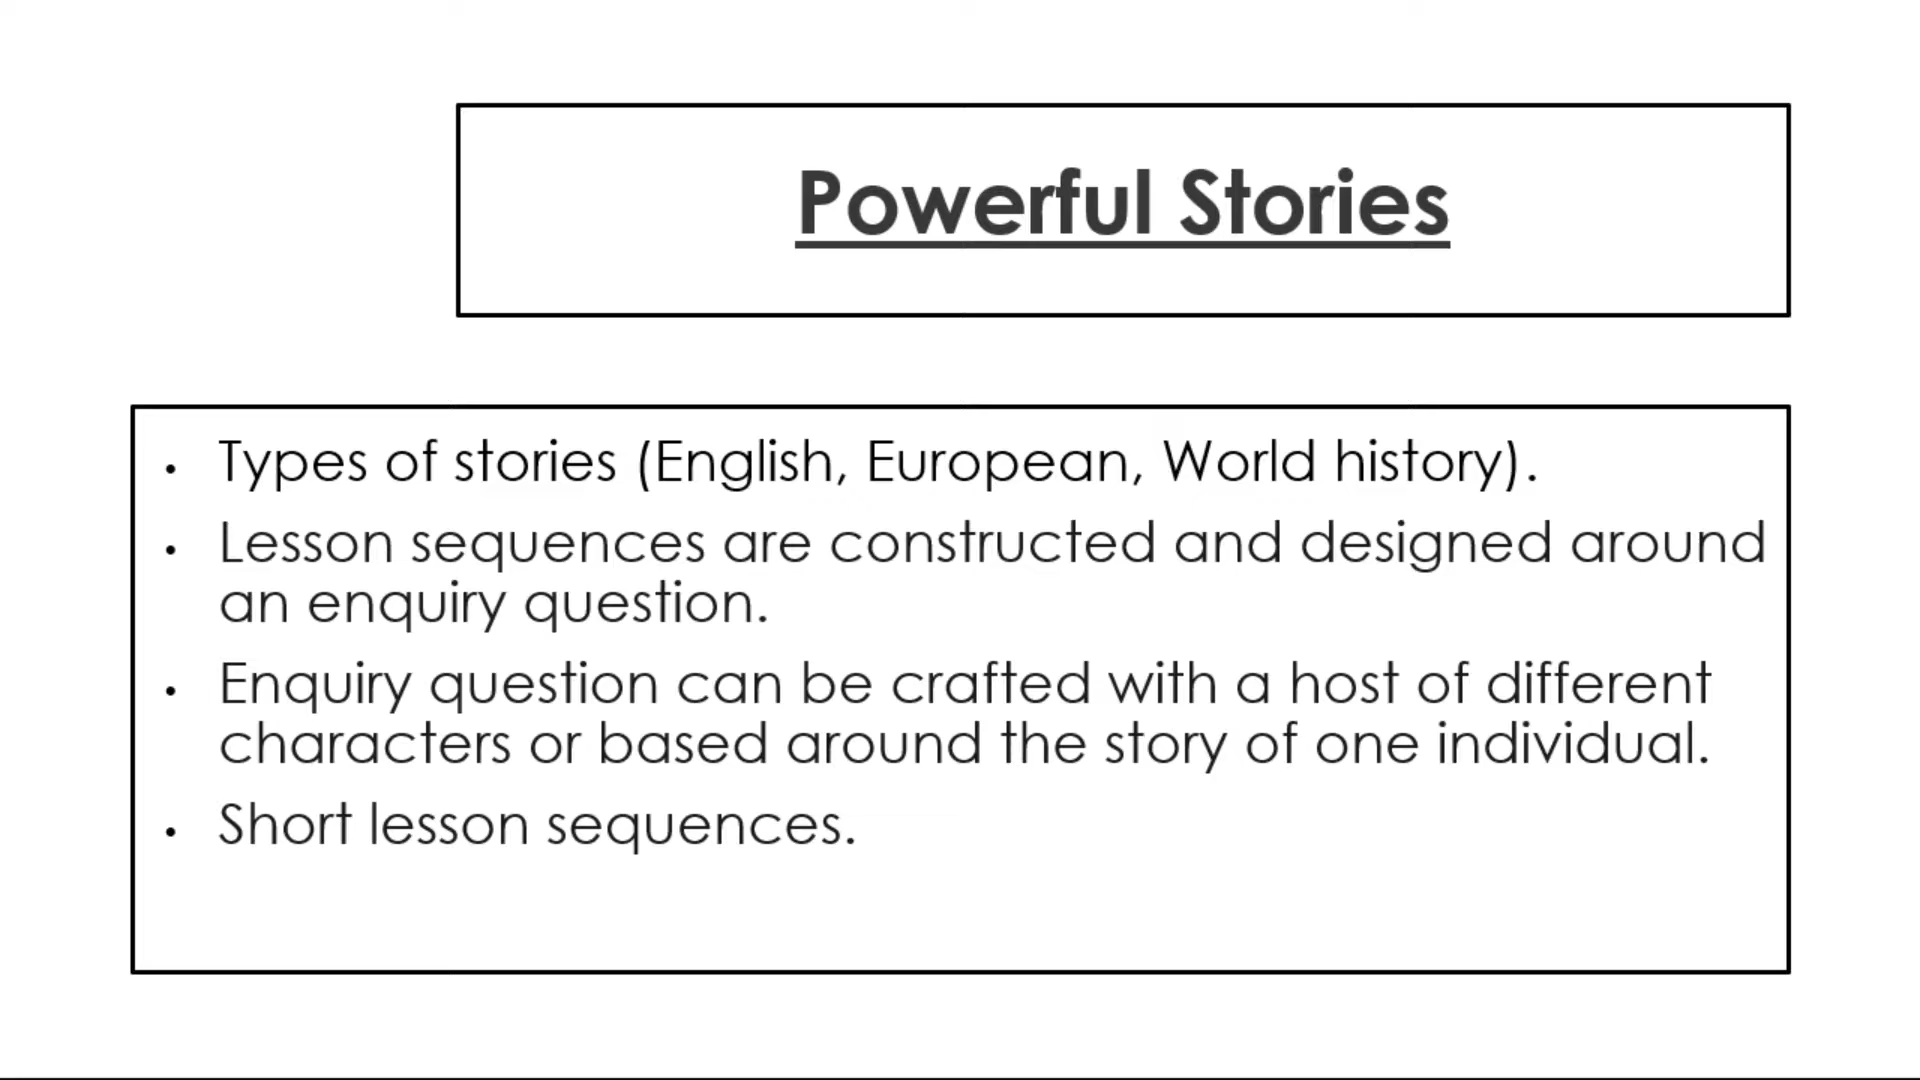 Powerful Stories
• Types of stories (English, European, World history).
• Lesson sequences are constructed and designed around
an enquiry question.
• Enquiry question can be crafted with a host of different
characters or based around the story of one individual.
• Short lesson sequences.